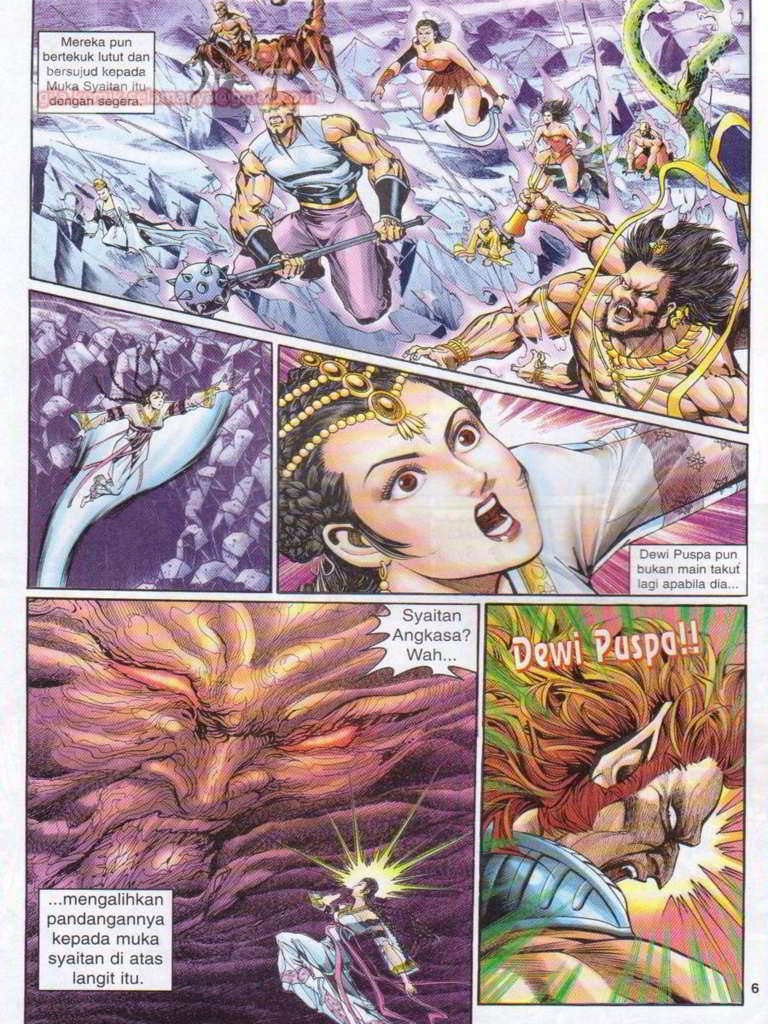 Mereka pun
bertekuk lutut dan
bersujud kepada
Muka Syaitan itu
dengan segera.
Dewi Puspa pun
bukan main takut
lagi apabila dia...
Syaitan
Angkasa?
Wah...
Dewi Puspa!!
...mengalihkan
pandangannya
kepada muka
syaitan di atas
langit itu.
6